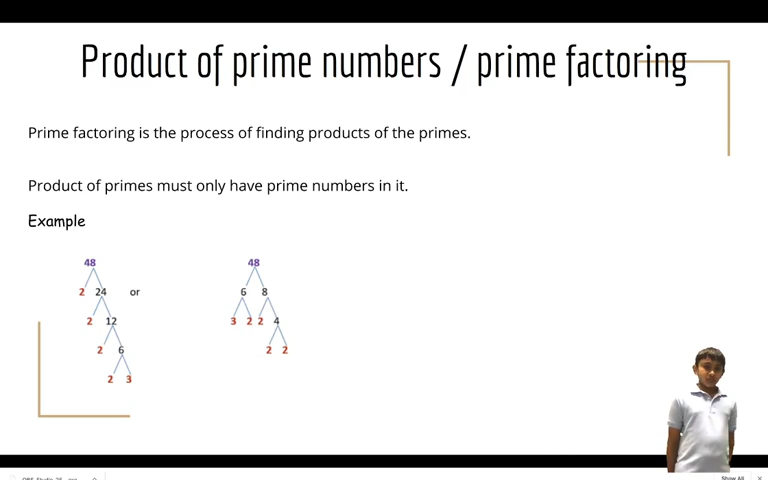 Product of prime numbers / prime factoring
Prime factoring is the process of finding products of the primes.
Product of primes must only have prime numbers in it.
Example
48 48
2 24 or 6 8
2 12 3 2 2 4
2 6 2 2
2 3
Show All